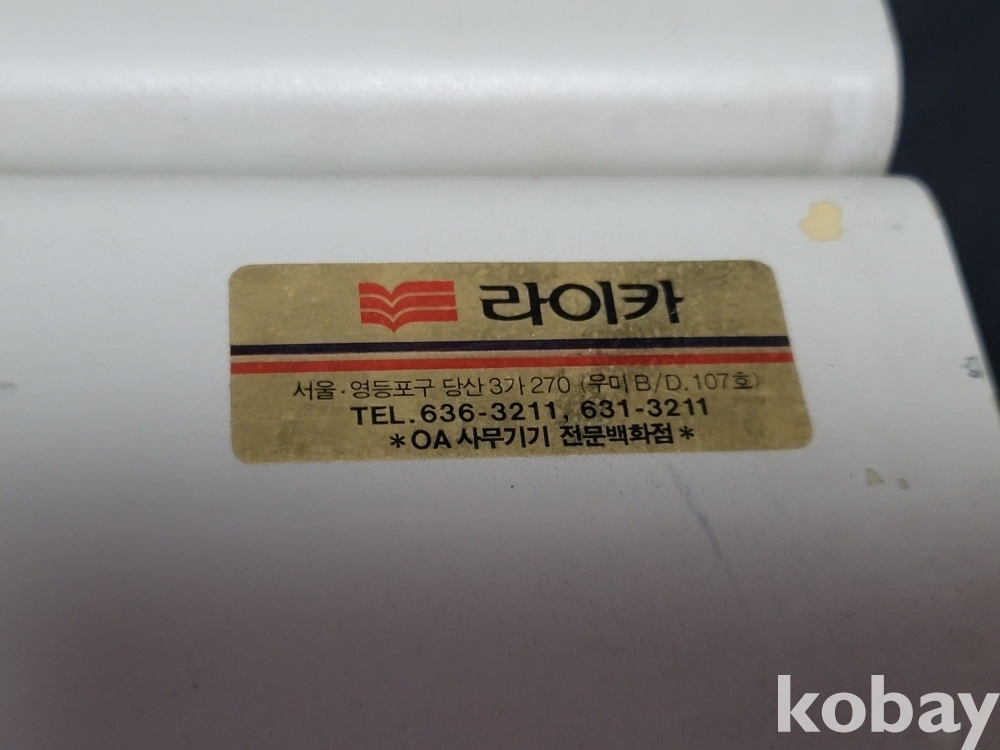 라이카
서울·영등포구 당산 3가 270 (우미 B/D. 107호)
TEL. 636-3211, 631-3211
*OA 사무기기 전문백화점*
kobay